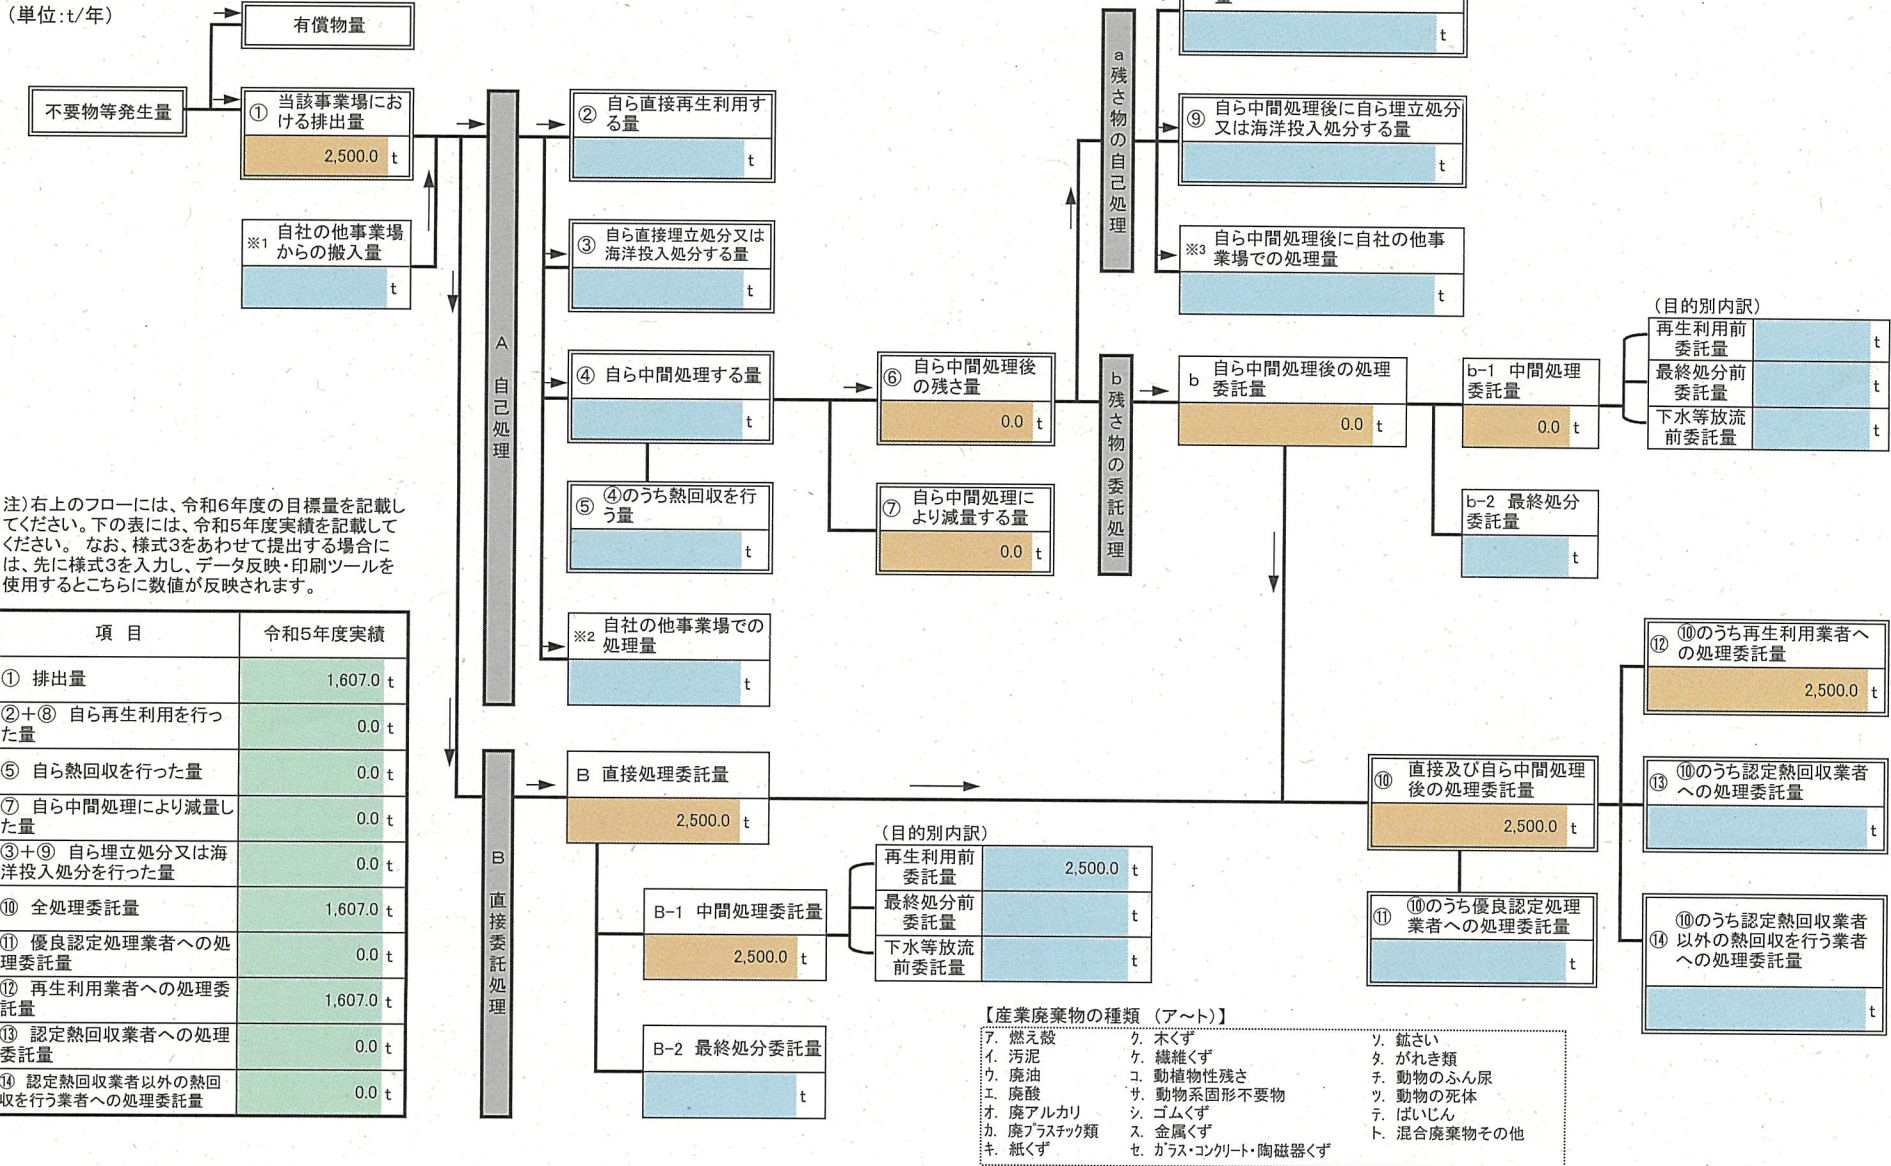 (単位:t/年)
有償物量
不要物等発生量
① 当該事業場にお
ける排出量
2,500.0 t
※1 自社の他事業場
からの搬入量
t
A 自己処理
② 自ら直接再生利用す
る量
t
③ 自ら直接埋立処分又は
海洋投入処分する量
t
④ 自ら中間処理する量
t
⑤ ④のうち熱回収を行
う量
t
※2 自社の他事業場での
処理量
t
⑥ 自ら中間処理後
の残さ量
0.0 t
⑦ 自ら中間処理に
より減量する量
0.0 t
a 残さ物の自己処理
量
t
⑨ 自ら中間処理後に自ら埋立処分
又は海洋投入処分する量
t
※3 自ら中間処理後に自社の他事
業場での処理量
t
b 残さ物の委託処理
b 自ら中間処理後の処理
委託量
0.0 t
b-1 中間処理
委託量
0.0 t
(目的別内訳)
再生利用前
委託量
t
最終処分前
委託量
t
下水等放流
前委託量
t
b-2 最終処分
委託量
t
注)右上のフローには、令和6年度の目標量を記載し
てください。下の表には、令和5年度実績を記載して
ください。 なお、様式3をあわせて提出する場合に
は、先に様式3を入力し、データ反映・印刷ツールを
使用するとこちらに数値が反映されます。
項 目 令和5年度実績
① 排出量 1,607.0 t
②+⑧ 自ら再生利用を行っ
た量 0.0 t
⑤ 自ら熱回収を行った量 0.0 t
⑦ 自ら中間処理により減量し
た量 0.0 t
③+⑨ 自ら埋立処分又は海
洋投入処分を行った量 0.0 t
⑩ 全処理委託量 1,607.0 t
⑪ 優良認定処理業者への処
理委託量 0.0 t
⑫ 再生利用業者への処理委
託量 1,607.0 t
⑬ 認定熱回収業者への処理
委託量 0.0 t
⑭ 認定熱回収業者以外の熱回
収を行う業者への処理委託量 0.0 t
B 直接委託処理
B 直接処理委託量
2,500.0 t
B-1 中間処理委託量
2,500.0 t
(目的別内訳)
再生利用前
委託量 2,500.0 t
最終処分前
委託量 t
下水等放流
前委託量 t
B-2 最終処分委託量
t
⑩ 直接及び自ら中間処理
後の処理委託量
2,500.0 t
⑪ ⑩のうち優良認定処理
業者への処理委託量
t
⑫ ⑩のうち再生利用業者へ
の処理委託量
2,500.0 t
⑬ ⑩のうち認定熱回収業者
への処理委託量
t
⑭ ⑩のうち認定熱回収業者
以外の熱回収を行う業者
への処理委託量
t
【産業廃棄物の種類 (ア~ト)】
ア. 燃え殻
イ. 汚泥
ウ. 廃油
エ. 廃酸
オ. 廃アルカリ
カ. 廃プラスチック類
キ. 紙くず
ク. 木くず
ケ. 繊維くず
コ. 動植物性残さ
サ. 動物系固形不要物
シ. ゴムくず
ス. 金属くず
セ. ガラス・コンクリート・陶磁器くず
ソ. 鉱さい
タ. がれき類
チ. 動物のふん尿
ツ. 動物の死体
テ. ばいじん
ト. 混合廃棄物その他